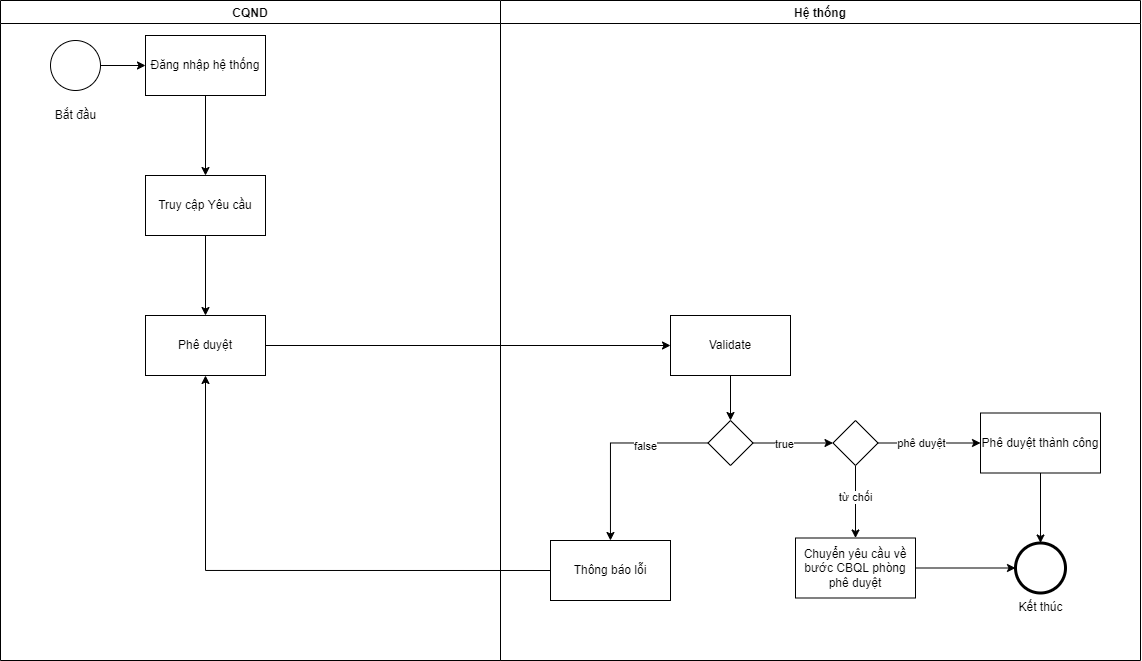 CQND
Hệ thống
Đăng nhập hệ thống
Bắt đầu
Truy cập Yêu cầu
Phê duyệt
Validate
false
true
phê duyệt
Phê duyệt thành công
từ chối
Thông báo lỗi
Chuyển yêu cầu về
bước CBQL phòng
phê duyệt
Kết thúc